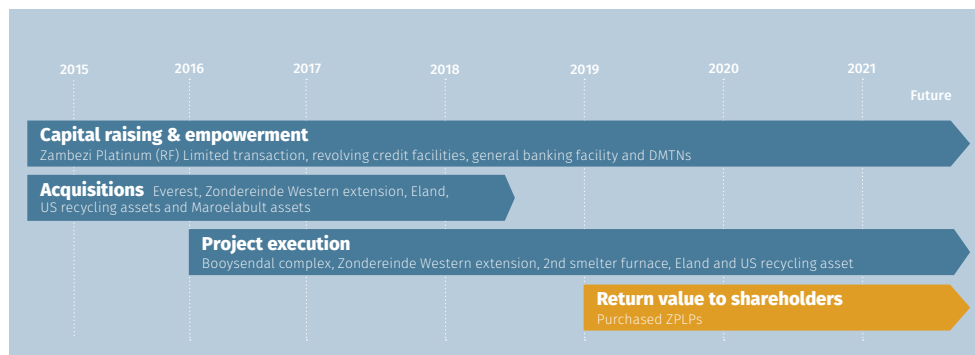 2015 2016 2017 2018 2019 2020 2021
Future
Capital raising & empowerment
Zambezi Platinum (RF) Limited transaction, revolving credit facilities, general banking facility and DMTNs
Acquisitions Everest, Zondereinde Western extension, Eland,
US recycling assets and Maroelabult assets
Project execution
Booysendal complex, Zondereinde Western extension, 2nd smelter furnace, Eland and US recycling asset
Return value to shareholders
Purchased ZPLPs